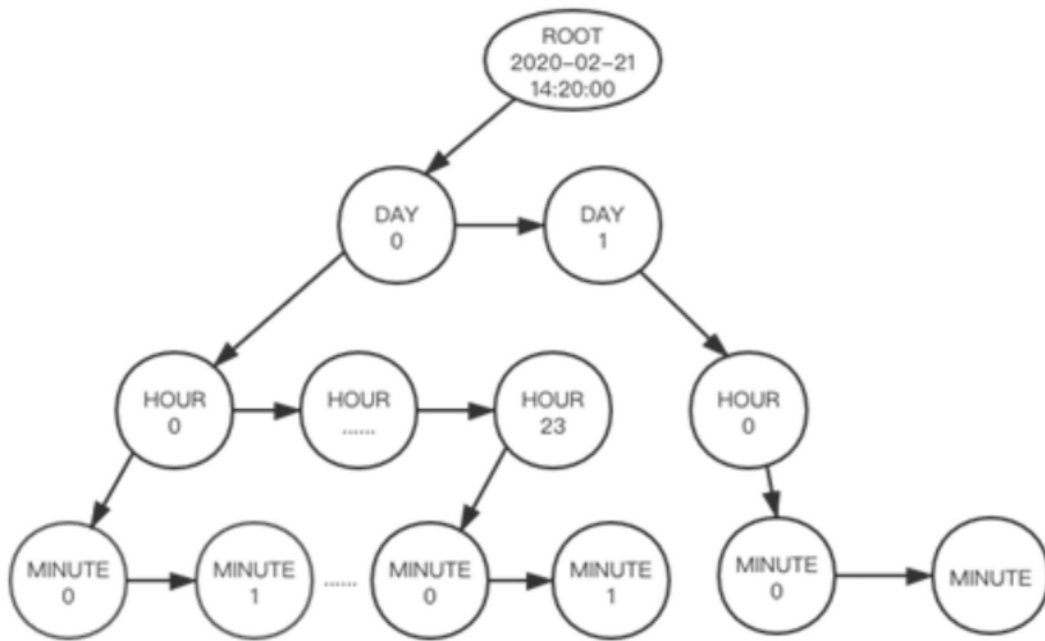 ROOT
2020-02-21
14:20:00
DAY
0
DAY
1
HOUR
0
HOUR
......
HOUR
23
HOUR
0
MINUTE
0
MINUTE
1
......
MINUTE
0
MINUTE
1
MINUTE
0
MINUTE